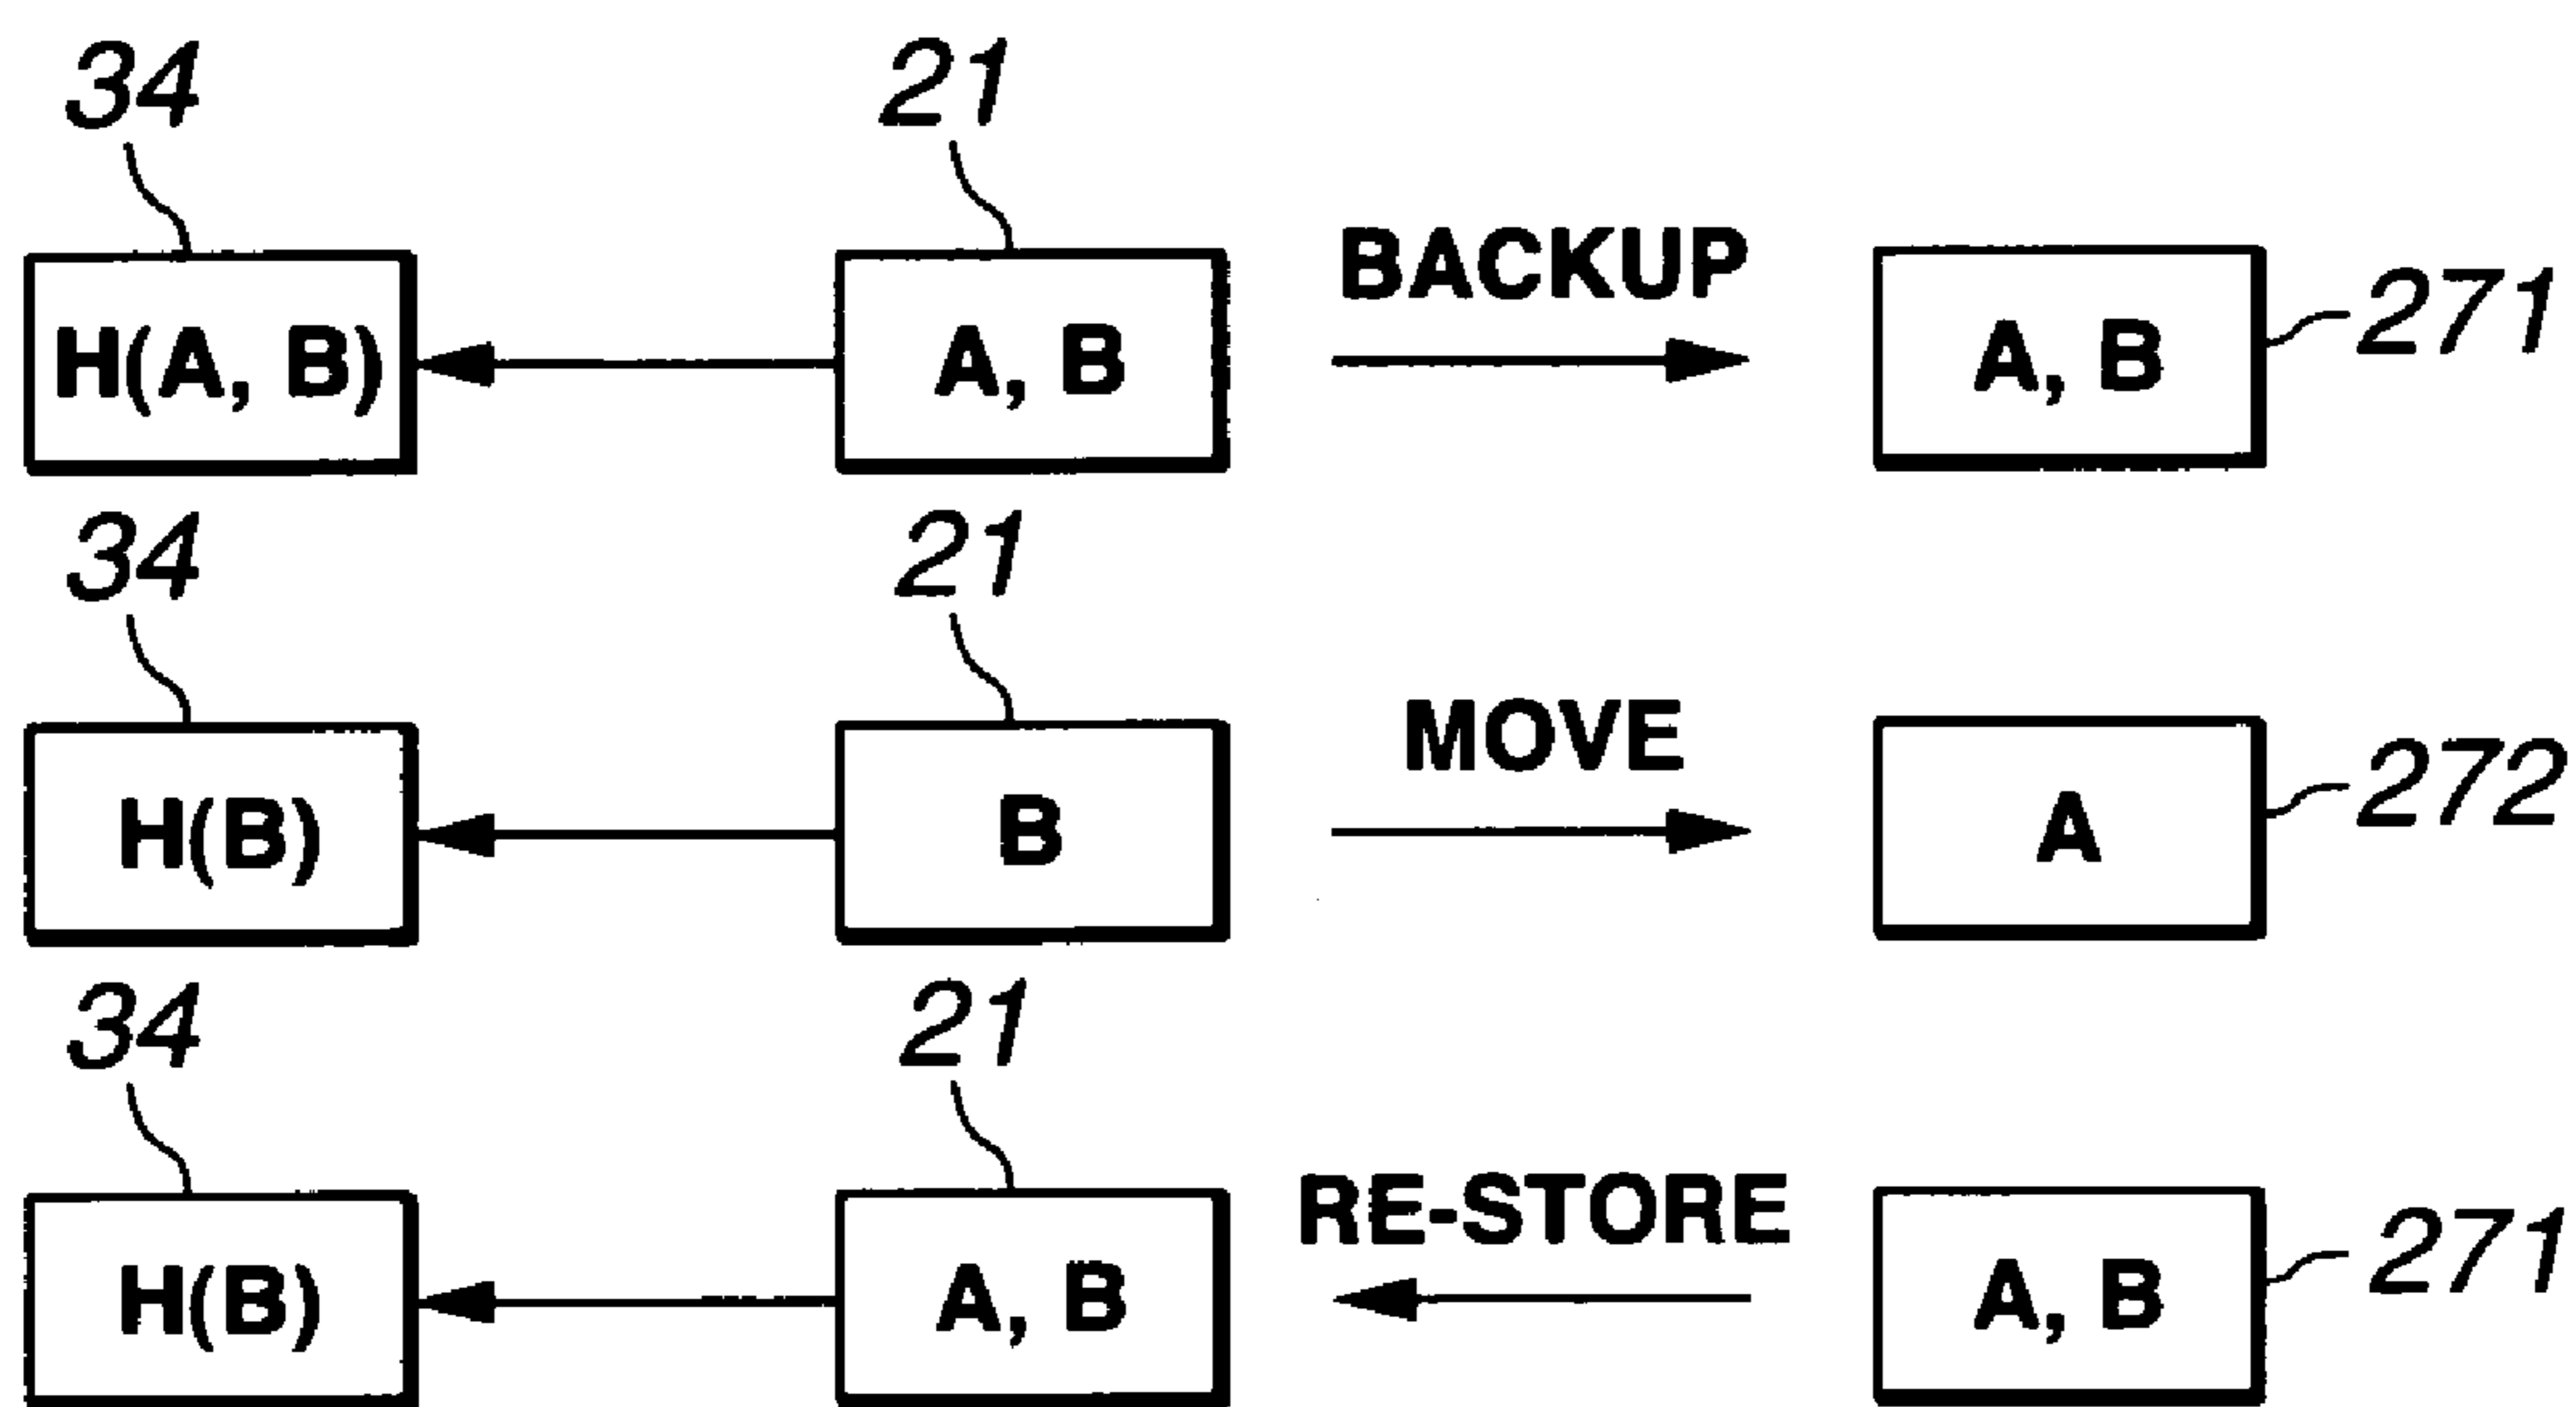 34 21
BACKUP
H(A, B) A, B A, B 271
34 21
MOVE
H(B) B A 272
34 21
RE-STORE
H(B) A, B A, B 271